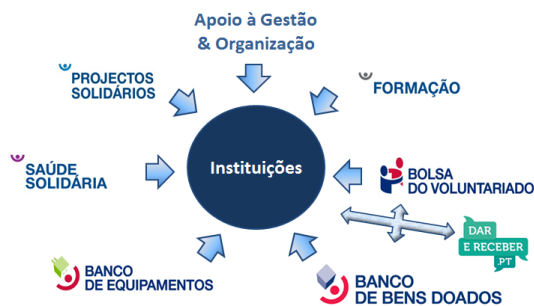 Apoio à Gestão
& Organização
PROJECTOS
SOLIDÁRIOS
FORMAÇÃO
SAÚDE
SOLIDÁRIA
Instituições
BOLSA
DO VOLUNTARIADO
DAR
E RECEBER
.PT
BANCO
DE EQUIPAMENTOS
BANCO
DE BENS DOADOS